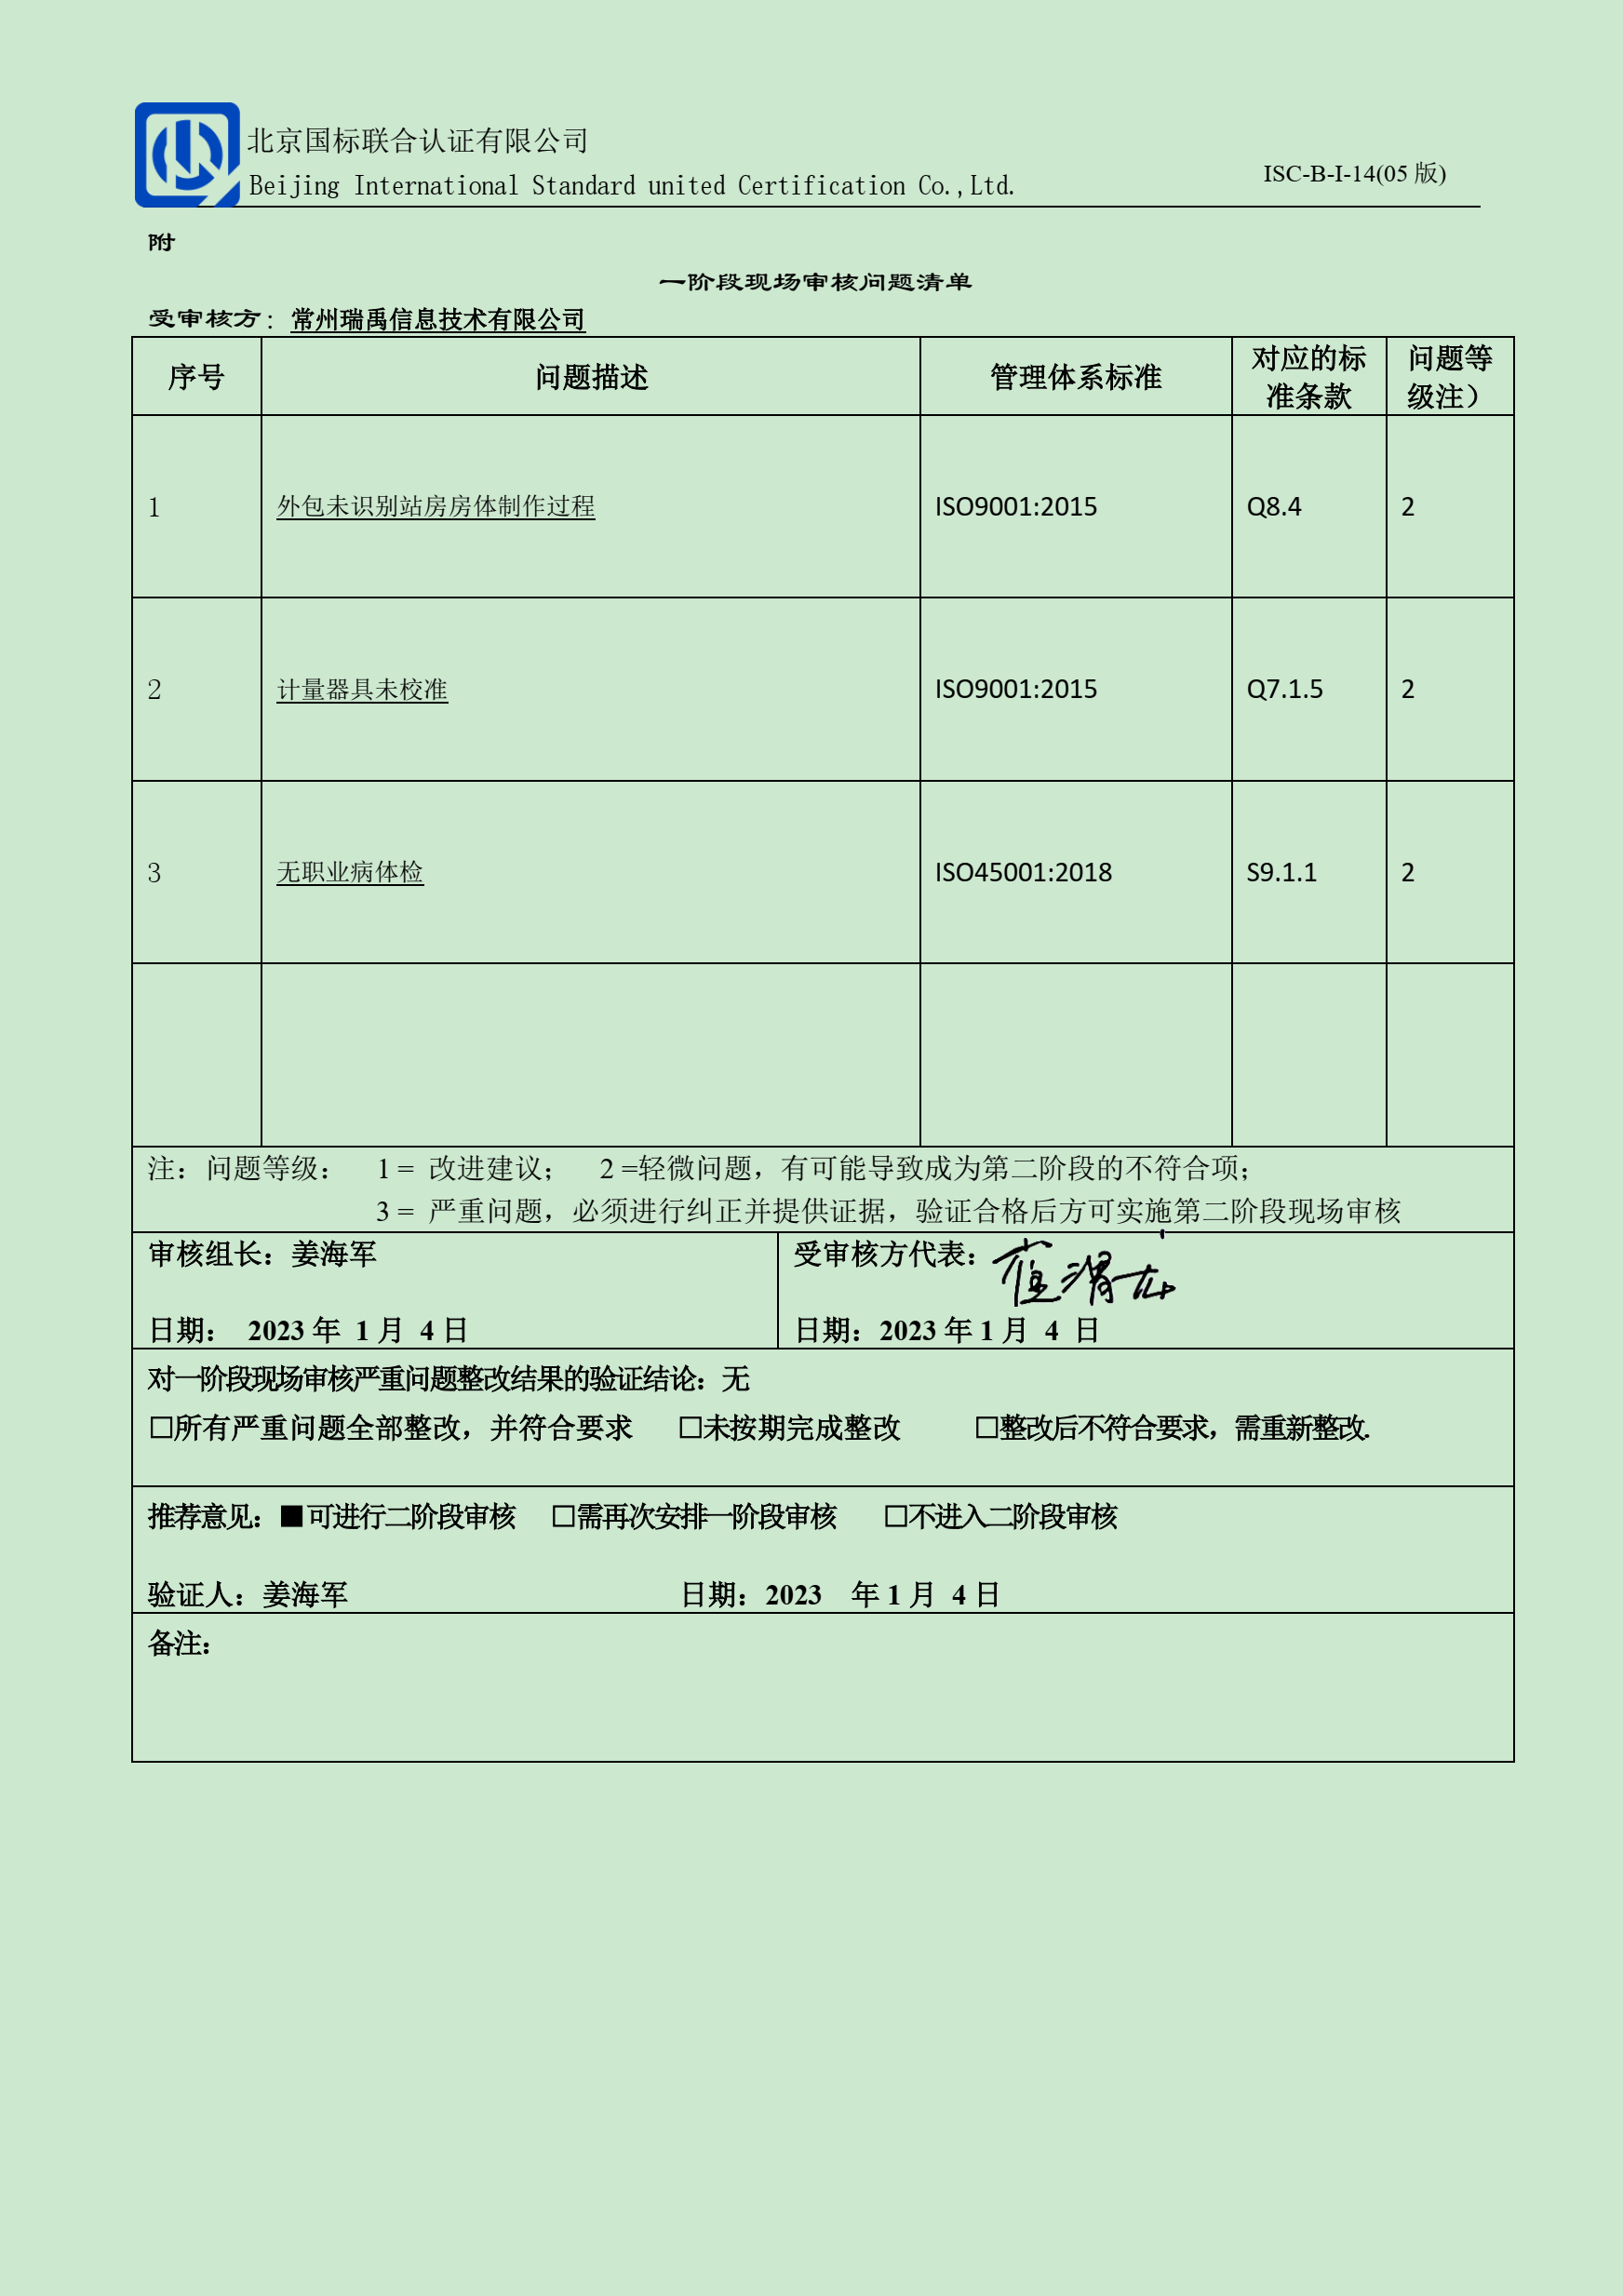 北京国标联合认证有限公司
Beijing International Standard united Certification Co.,Ltd.
ISC-B-I-14(05 版)
附
一阶段现场审核问题清单
受审核方：常州瑞禹信息技术有限公司
序号 问题描述 管理体系标准 对应的标准条款 问题等级注）
1 外包未识别站房房体制作过程 ISO9001:2015 Q8.4 2
2 计量器具未校准 ISO9001:2015 Q7.1.5 2
3 无职业病体检 ISO45001:2018 S9.1.1 2
注：问题等级： 1 = 改进建议； 2 =轻微问题，有可能导致成为第二阶段的不符合项；
3 = 严重问题，必须进行纠正并提供证据，验证合格后方可实施第二阶段现场审核
审核组长：姜海军
受审核方代表：
日期： 2023 年 1 月 4 日
日期：2023 年 1 月 4 日
对一阶段现场审核严重问题整改结果的验证结论：无
□所有严重问题全部整改，并符合要求 □未按期完成整改 □整改后不符合要求，需重新整改.
推荐意见：■可进行二阶段审核 □需再次安排一阶段审核 □不进入二阶段审核
验证人：姜海军 日期：2023 年 1 月 4 日
备注：